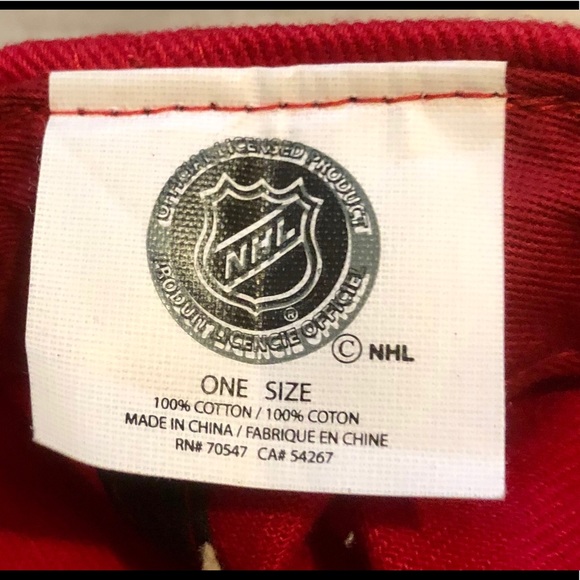 OFFICIAL LICENSED PRODUCT
NHL
®
PRODUIT LICENCIE OFFICIEL
© NHL
ONE SIZE
100% COTTON / 100% COTON
MADE IN CHINA / FABRIQUE EN CHINE
RN# 70547 CA# 54267